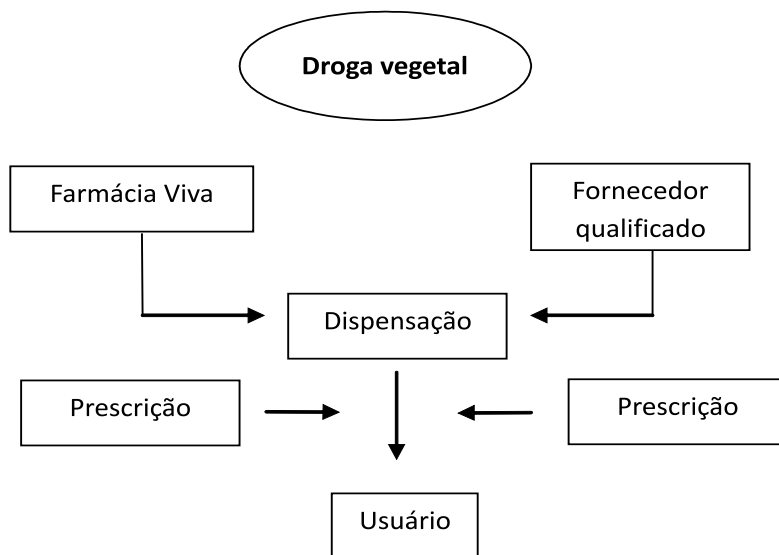 Droga vegetal
Farmácia Viva
Fornecedor
qualificado
Dispensação
Prescrição
Prescrição
Usuário